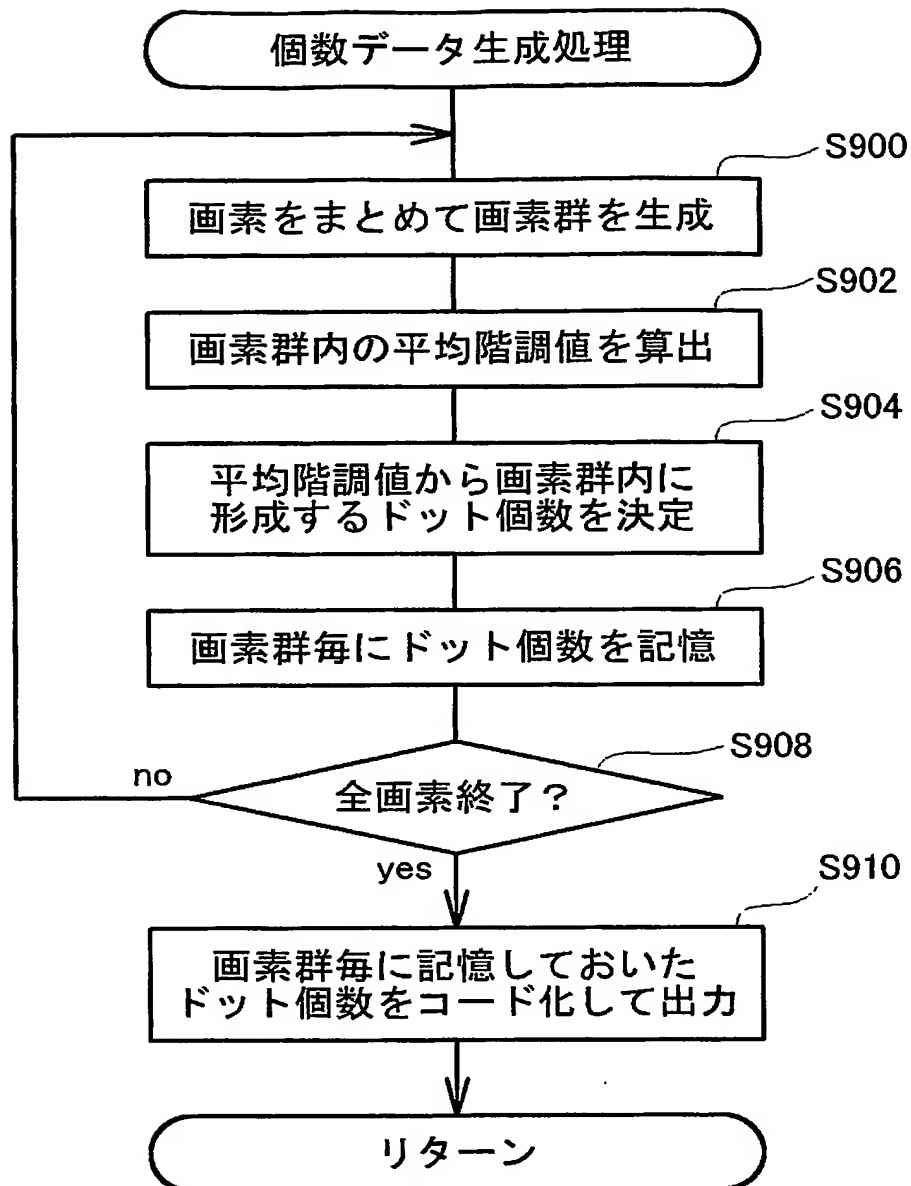 個数データ生成処理
S900
画素をまとめて画素群を生成
S902
画素群内の平均階調値を算出
S904
平均階調値から画素群内に
形成するドット個数を決定
S906
画素群毎にドット個数を記憶
S908
no
全画素終了？
yes
S910
画素群毎に記憶しておいた
ドット個数をコード化して出力
リターン